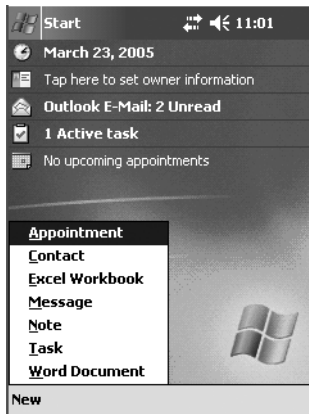 Start 11:01
March 23, 2005
Tap here to set owner information
Outlook E-Mail: 2 Unread
1 Active task
No upcoming appointments
Appointment
Contact
Excel Workbook
Message
Note
Task
Word Document
New